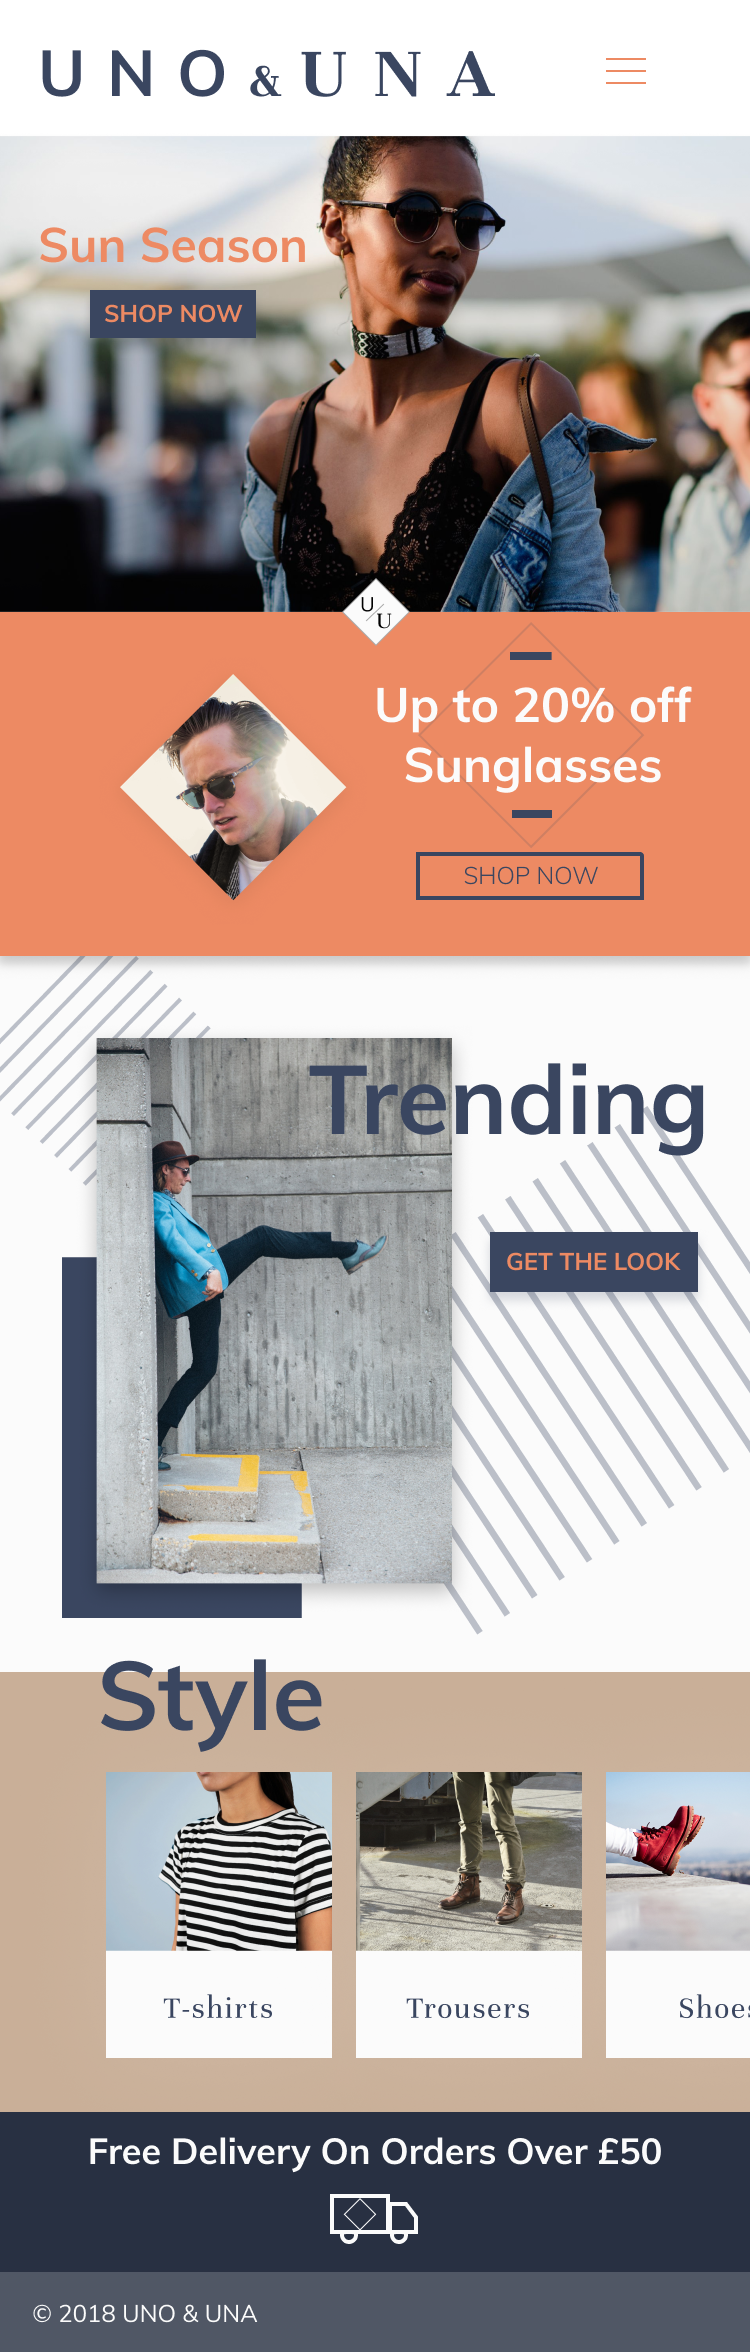 UNO & UNA
Sun Season
SHOP NOW
U
U
Up to 20% off
Sunglasses
SHOP NOW
Trending
GET THE LOOK
Style
T-shirts
Trousers
Shoes
Free Delivery On Orders Over £50
© 2018 UNO & UNA